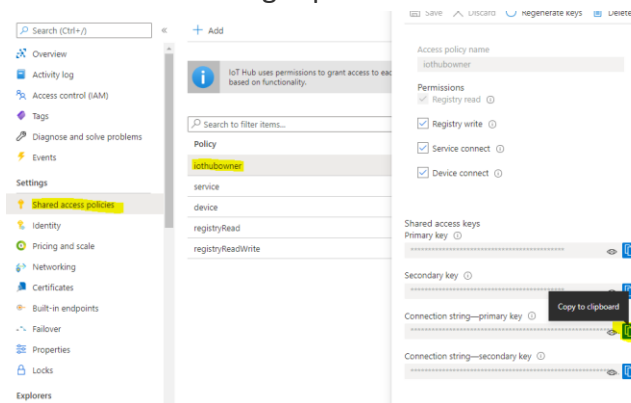 Save Discard Regenerate keys Delete
Search (Ctrl+/)
«
Overview
Activity log
Access control (IAM)
Tags
Diagnose and solve problems
Events
Settings
Shared access policies
Identity
Pricing and scale
Networking
Certificates
Built-in endpoints
Failover
Properties
Locks
Explorers
+ Add
IoT Hub uses permissions to grant access to eac
based on functionality.
Search to filter items...
Policy
iothubowner
service
device
registryRead
registryReadWrite
Access policy name
iothubowner
Permissions
Registry read
Registry write
Service connect
Device connect
Shared access keys
Primary key
Secondary key
Copy to clipboard
Connection string—primary key
Connection string—secondary key